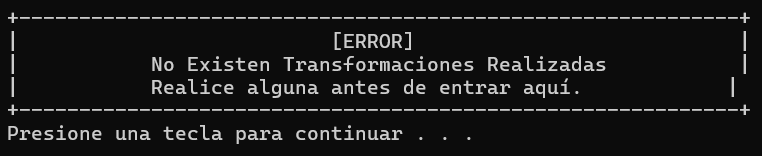 +------------------------------------------------------------+
|                          [ERROR]                           |
|           No Existen Transformaciones Realizadas           |
|           Realice alguna antes de entrar aquí.            |
+------------------------------------------------------------+
Presione una tecla para continuar . . .